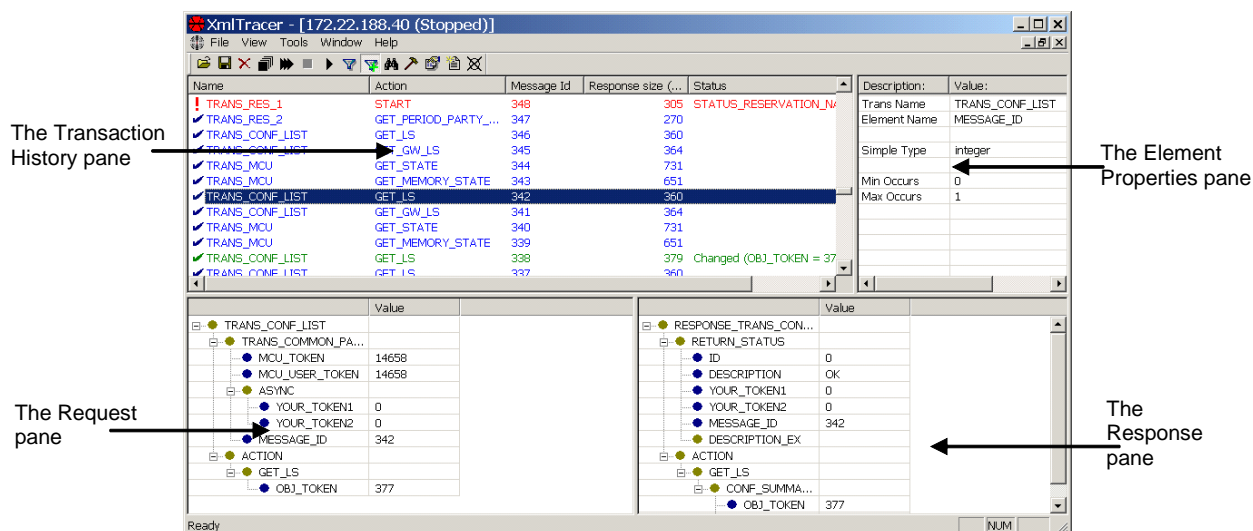 XmlTracer - [172.22.188.40 (Stopped)]
File View Tools Window Help
Name Action Message Id Response size (... Status
TRANS_RES_1 START 348 305 STATUS_RESERVATION_NA
TRANS_RES_2 GET_PERIOD_PARTY_... 347 270
TRANS_CONF_LIST GET_LS 346 360
TRANS_CONF_LIST GET_GW_LS 345 364
TRANS_MCU GET_STATE 344 731
TRANS_MCU GET_MEMORY_STATE 343 651
TRANS_CONF_LIST GET_LS 342 360
TRANS_CONF_LIST GET_GW_LS 341 364
TRANS_MCU GET_STATE 340 731
TRANS_MCU GET_MEMORY_STATE 339 651
TRANS_CONF_LIST GET_LS 338 379 Changed (OBJ_TOKEN = 37
TRANS_CONF_LIST GET_LS 337 360
Description: Value:
Trans Name TRANS_CONF_LIST
Element Name MESSAGE_ID
Simple Type integer
Min Occurs 0
Max Occurs 1
The Transaction
History pane
The Element
Properties pane
Value
TRANS_CONF_LIST
TRANS_COMMON_PA...
MCU_TOKEN 14658
MCU_USER_TOKEN 14658
ASYNC
YOUR_TOKEN1 0
YOUR_TOKEN2 0
MESSAGE_ID 342
ACTION
GET_LS
OBJ_TOKEN 377
Value
RESPONSE_TRANS_CON...
RETURN_STATUS
ID 0
DESCRIPTION OK
YOUR_TOKEN1 0
YOUR_TOKEN2 0
MESSAGE_ID 342
DESCRIPTION_EX
ACTION
GET_LS
CONF_SUMMA...
OBJ_TOKEN 377
The Request
pane
The
Response
pane
Ready NUM